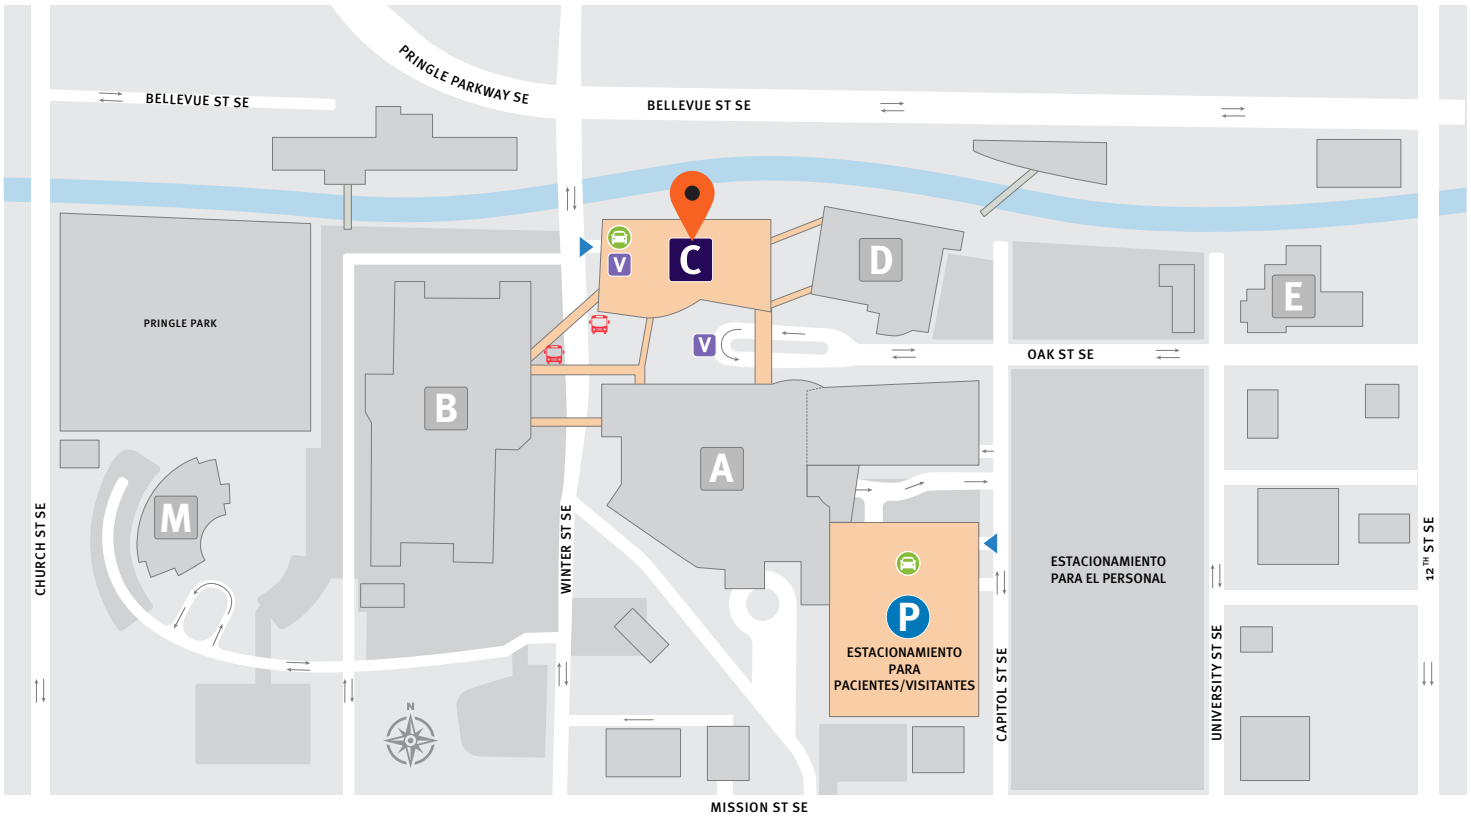 PRINGLE PARKWAY SE
BELLEVUE ST SE
BELLEVUE ST SE
C
V
D
E
PRINGLE PARK
V
OAK ST SE
B
A
M
CHURCH ST SE
WINTER ST SE
12TH ST SE
ESTACIONAMIENTO
PARA EL PERSONAL
P
ESTACIONAMIENTO
PARA
PACIENTES/VISITANTES
CAPITOL ST SE
UNIVERSITY ST SE
N
MISSION ST SE